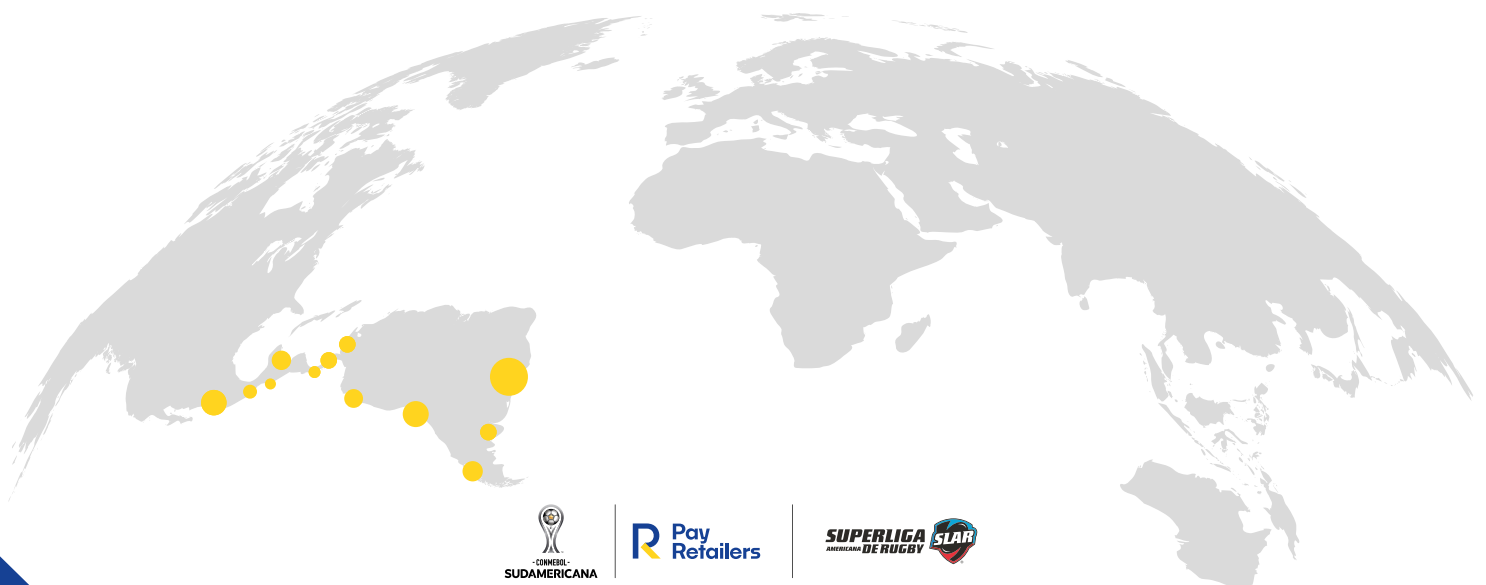 - CONMEBOL -
SUDAMERICANA
Pay
Retailers
SUPERLIGA
AMERICANA DE RUGBY
SLAR